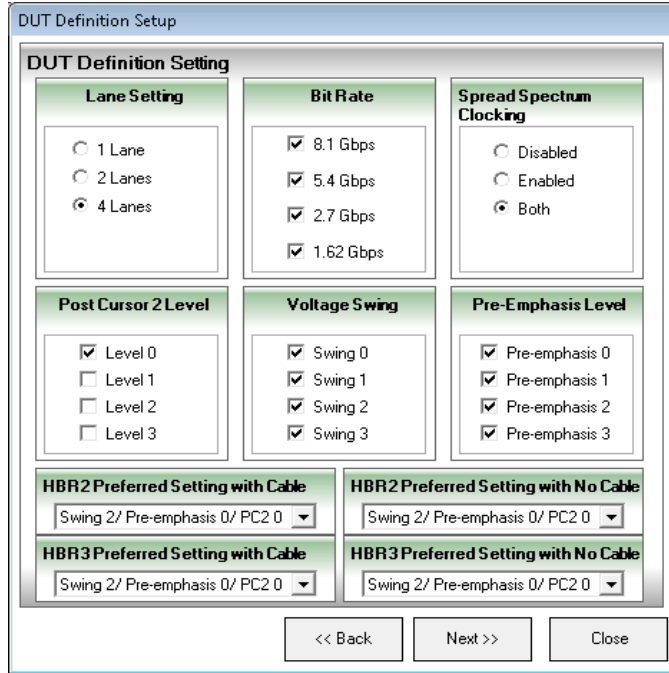 DUT Definition Setup
DUT Definition Setting
Lane Setting
1 Lane
2 Lanes
4 Lanes
Bit Rate
8.1 Gbps
5.4 Gbps
2.7 Gbps
1.62 Gbps
Spread Spectrum
Clocking
Disabled
Enabled
Both
Post Cursor 2 Level
Level 0
Level 1
Level 2
Level 3
Voltage Swing
Swing 0
Swing 1
Swing 2
Swing 3
Pre-Emphasis Level
Pre-emphasis 0
Pre-emphasis 1
Pre-emphasis 2
Pre-emphasis 3
HBR2 Preferred Setting with Cable
Swing 2/ Pre-emphasis 0/ PC2 0
HBR2 Preferred Setting with No Cable
Swing 2/ Pre-emphasis 0/ PC2 0
HBR3 Preferred Setting with Cable
Swing 2/ Pre-emphasis 0/ PC2 0
HBR3 Preferred Setting with No Cable
Swing 2/ Pre-emphasis 0/ PC2 0
<< Back
Next >>
Close